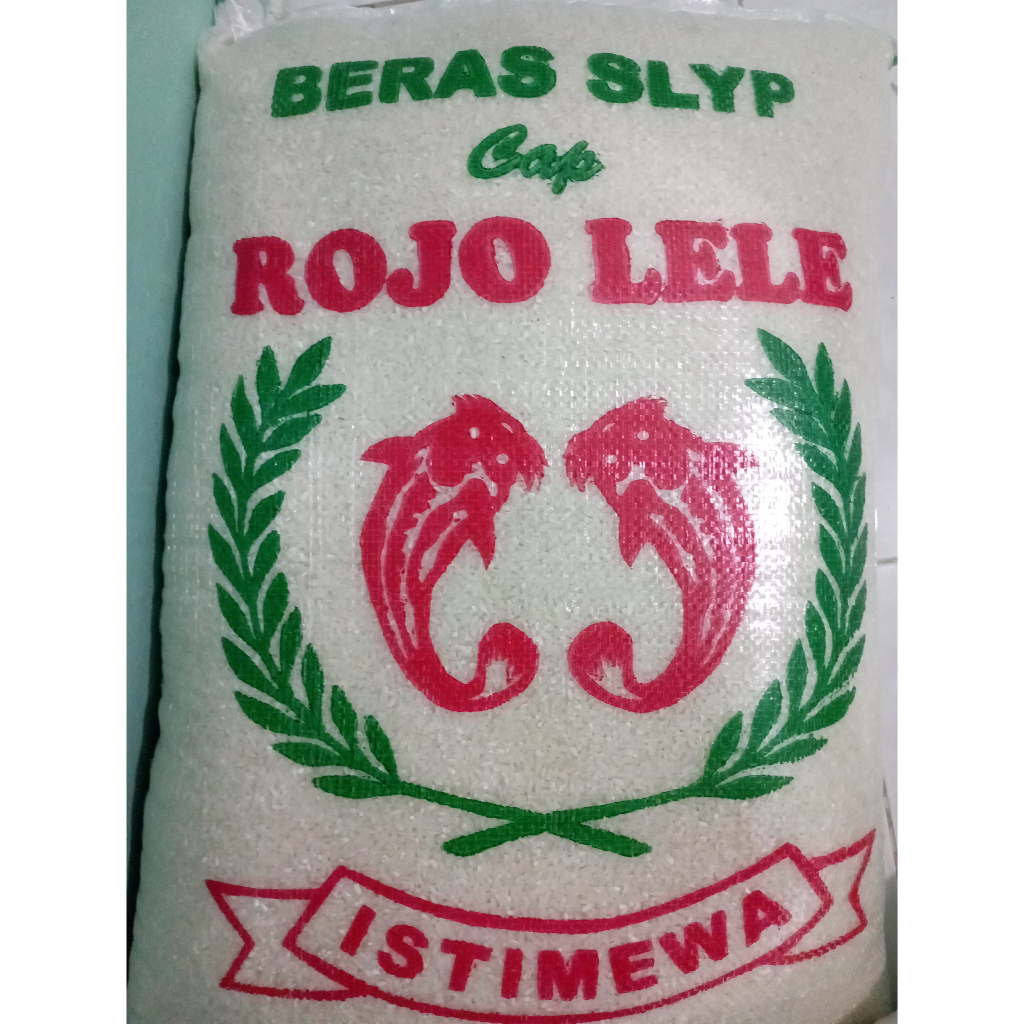 BERAS SLYP
Cap
ROJO LELE
ISTIMEWA